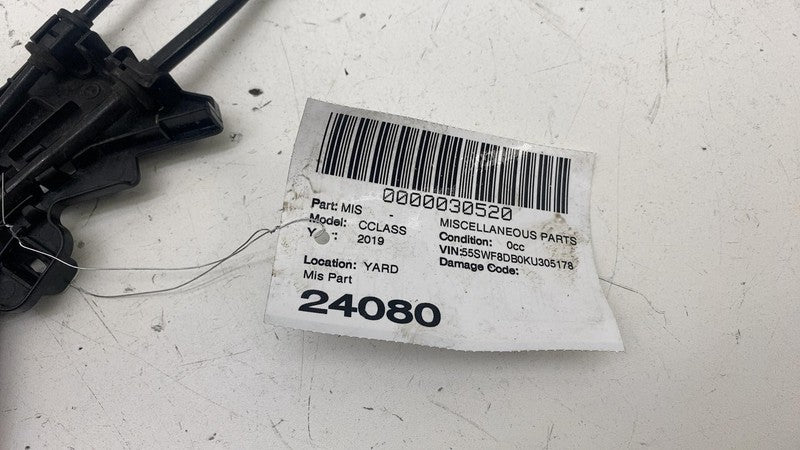 0000030520
Part: MIS - MISCELLANEOUS PARTS
Model: CCLASS Condition: 0cc
2019 VIN:55SWF8DB0KU305178
Damage Code:
Location: YARD
Mis Part
24080